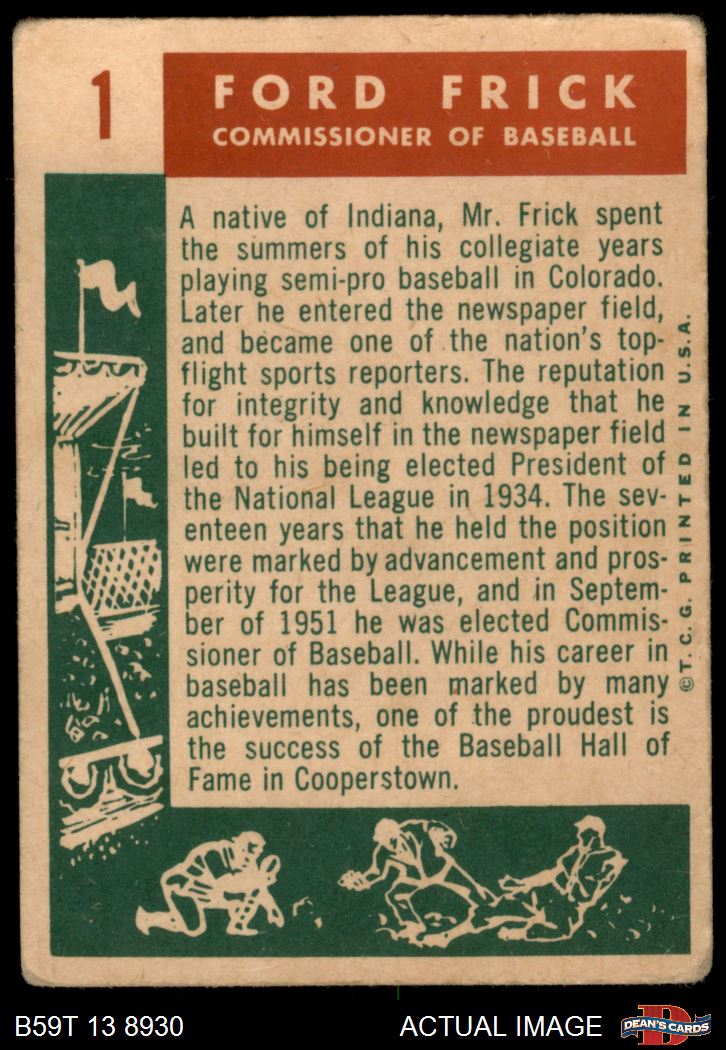 1
FORD FRICK
COMMISSIONER OF BASEBALL
A native of Indiana, Mr. Frick spent
the summers of his collegiate years
playing semi-pro baseball in Colorado.
Later he entered the newspaper field,
and became one of the nation's top-
flight sports reporters. The reputation
for integrity and knowledge that he
built for himself in the newspaper field
led to his being elected President of
the National League in 1934. The sev-
enteen years that he held the position
were marked by advancement and pros-
perity for the League, and in Septem-
ber of 1951 he was elected Commis-
sioner of Baseball. While his career in
baseball has been marked by many
achievements, one of the proudest is
the success of the Baseball Hall of
Fame in Cooperstown.
©T. C. G. PRINTED IN U.S.A.
B59T 13 8930
ACTUAL IMAGE
D
DEAN'S CARDS